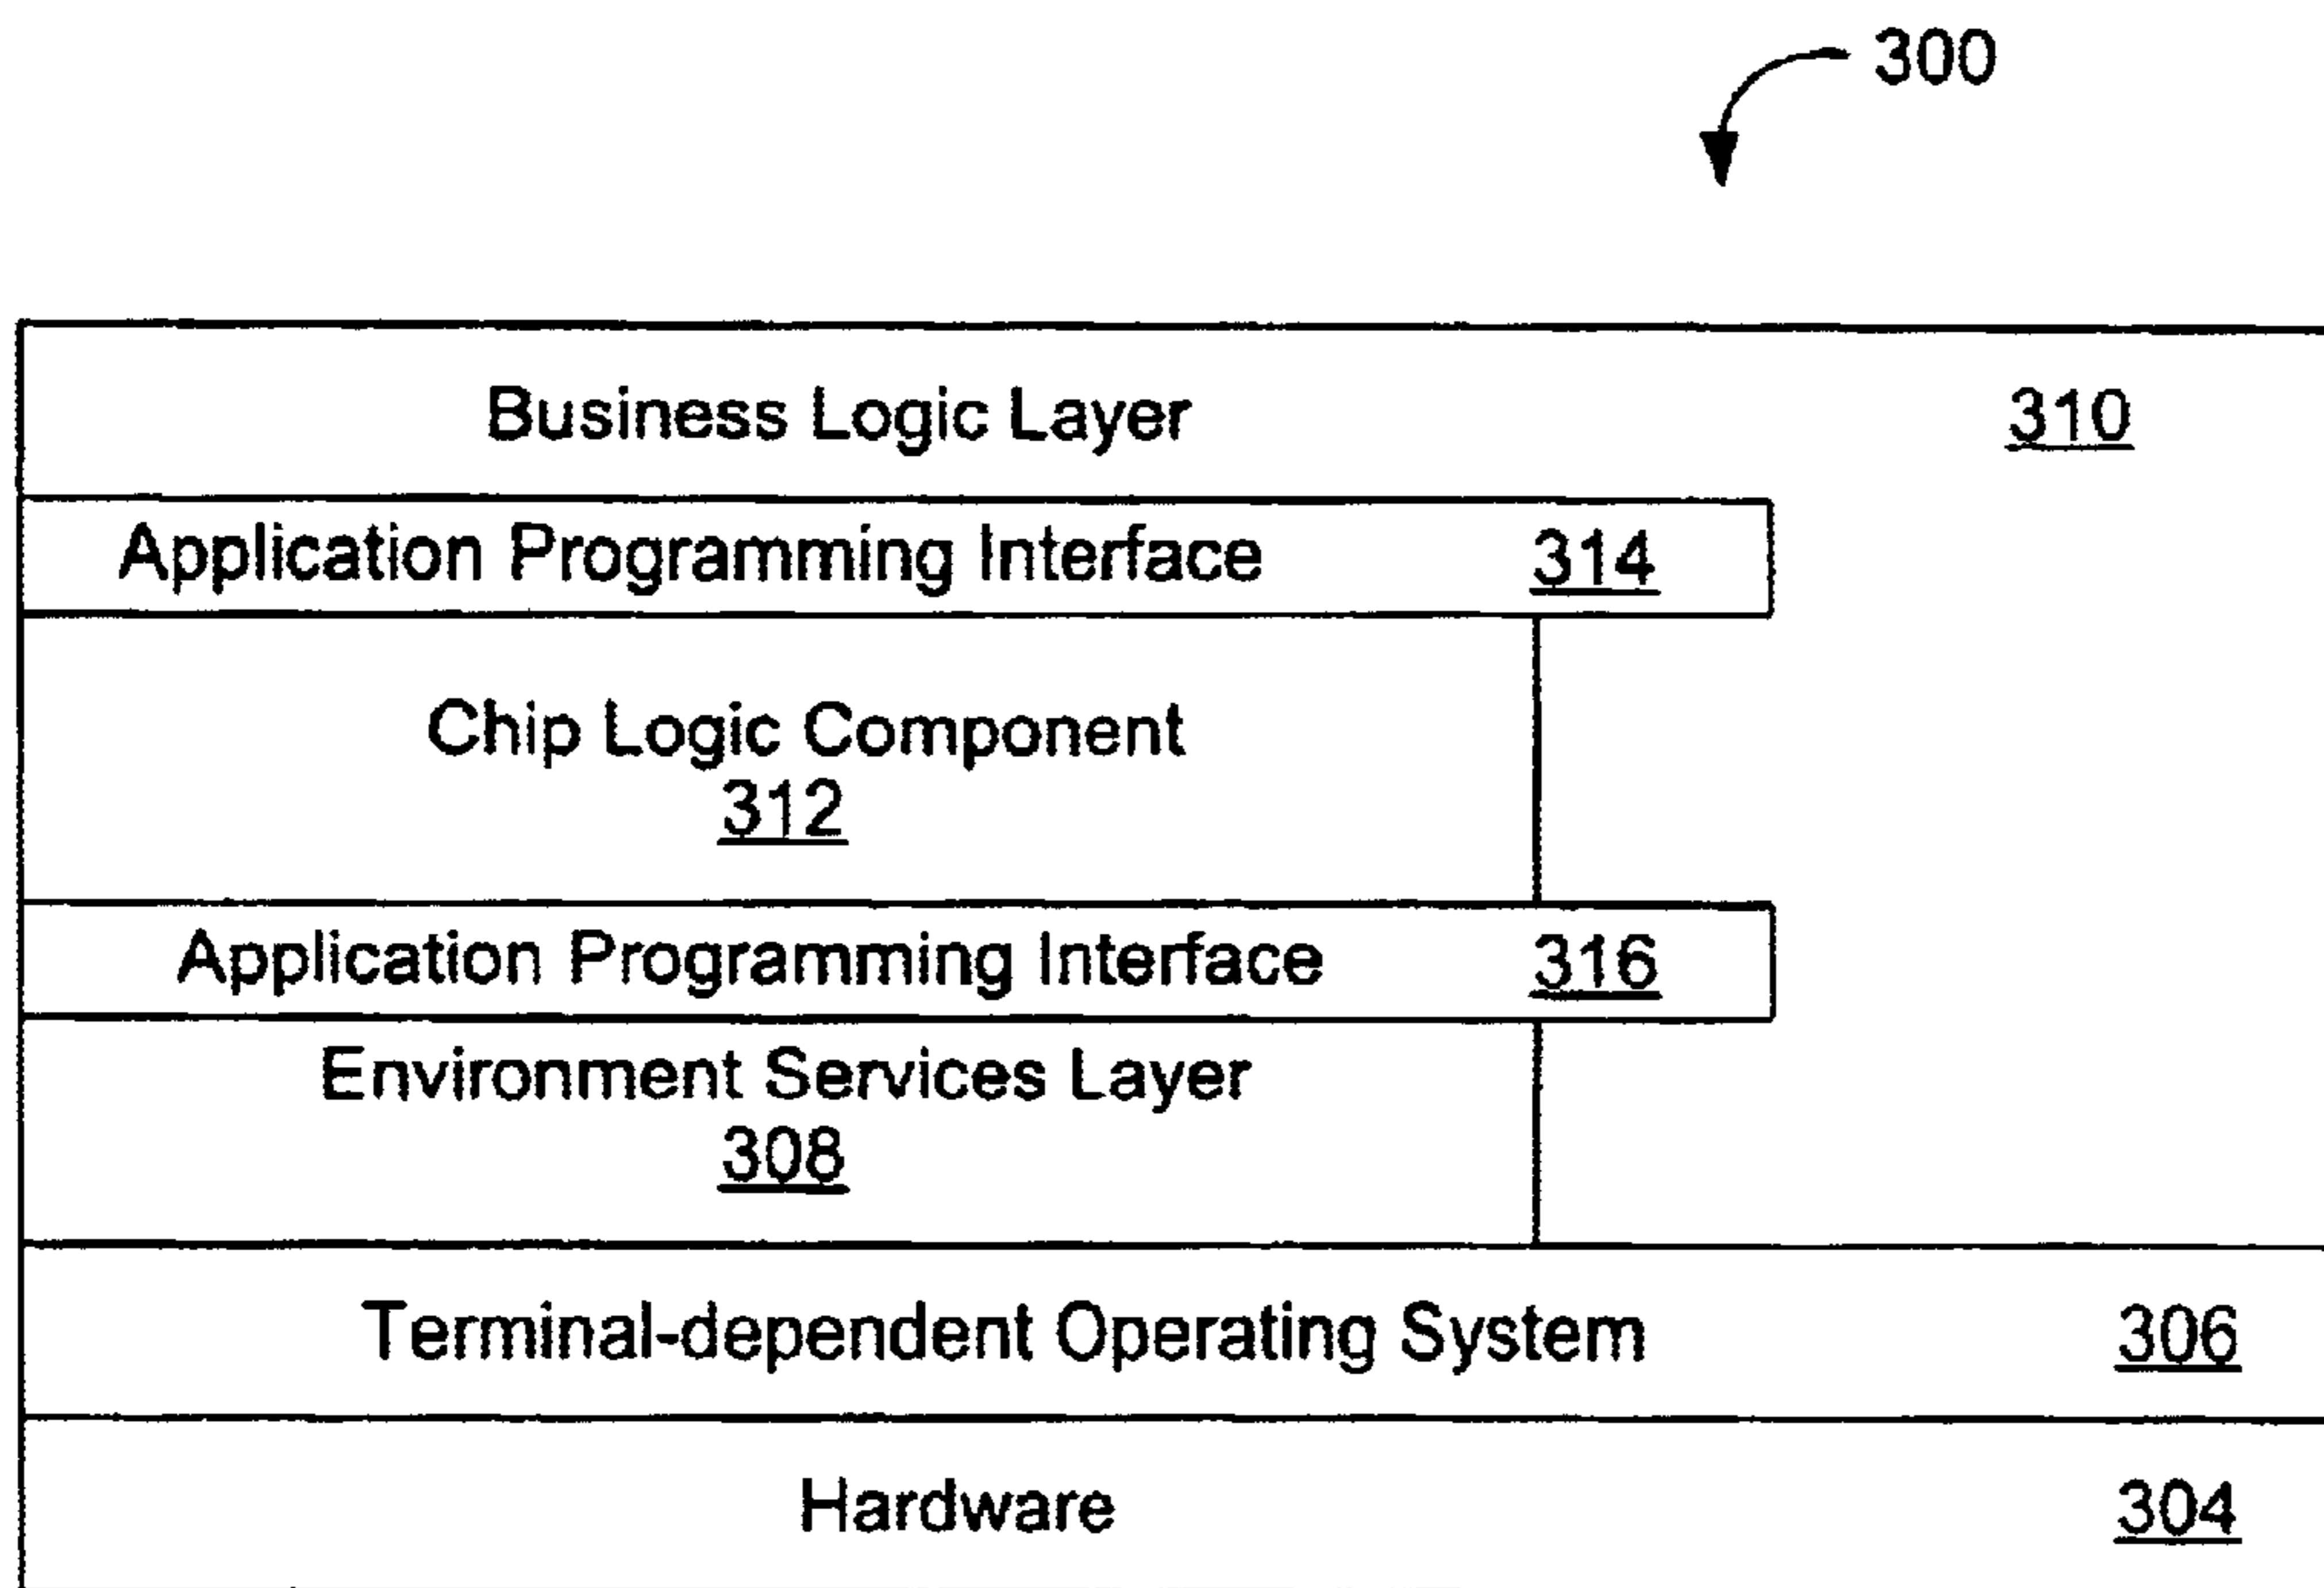 300
Business Logic Layer 310
Application Programming Interface 314
Chip Logic Component
312
Application Programming Interface 316
Environment Services Layer
308
Terminal-dependent Operating System 306
Hardware 304